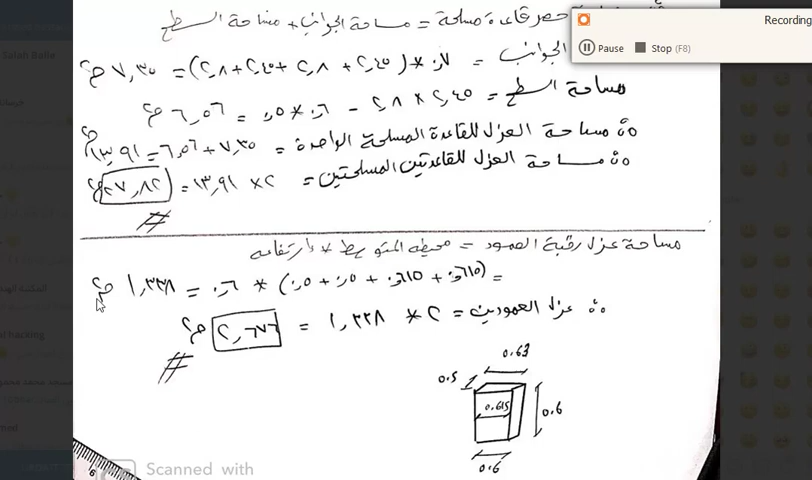 حصر قاعدة مسلحة = مساحة الجوانب + مساحة السطح
الجوانب = ٠,٧ * (٢,٤٥ + ٢,٨ + ٢,٤٥ + ٢,٨) = ٧,٣٥ م٢
مساحة السطح = ٢,٤٥ × ٢,٨ - ٠,٦ * ٠,٥ = ٦,٥٦ م٢
∴ مساحة العزل للقاعدة المسلحة الواحدة = ٧,٣٥ + ٦,٥٦ = ١٣,٩١ م٢
∴ مساحة العزل للقاعدتين المسلحتين = ٢ × ١٣,٩١ = ٢٧,٨٢ م٢
#
مساحة عزل رقبة العمود = محيطه المتوسط * ارتفاعه
= (٠,٦١٥ + ٠,٦١٥ + ٠,٥ + ٠,٥) * ٠,٦ = ١,٣٣٨ م٢
∴ عزل العمودين = ٢ * ١,٣٣٨ = ٢,٦٧٦ م٢
#
0.63
0.5
0.615
0.6
0.6
Scanned with
Recording
Pause
Stop (F8)
Salah
hacking